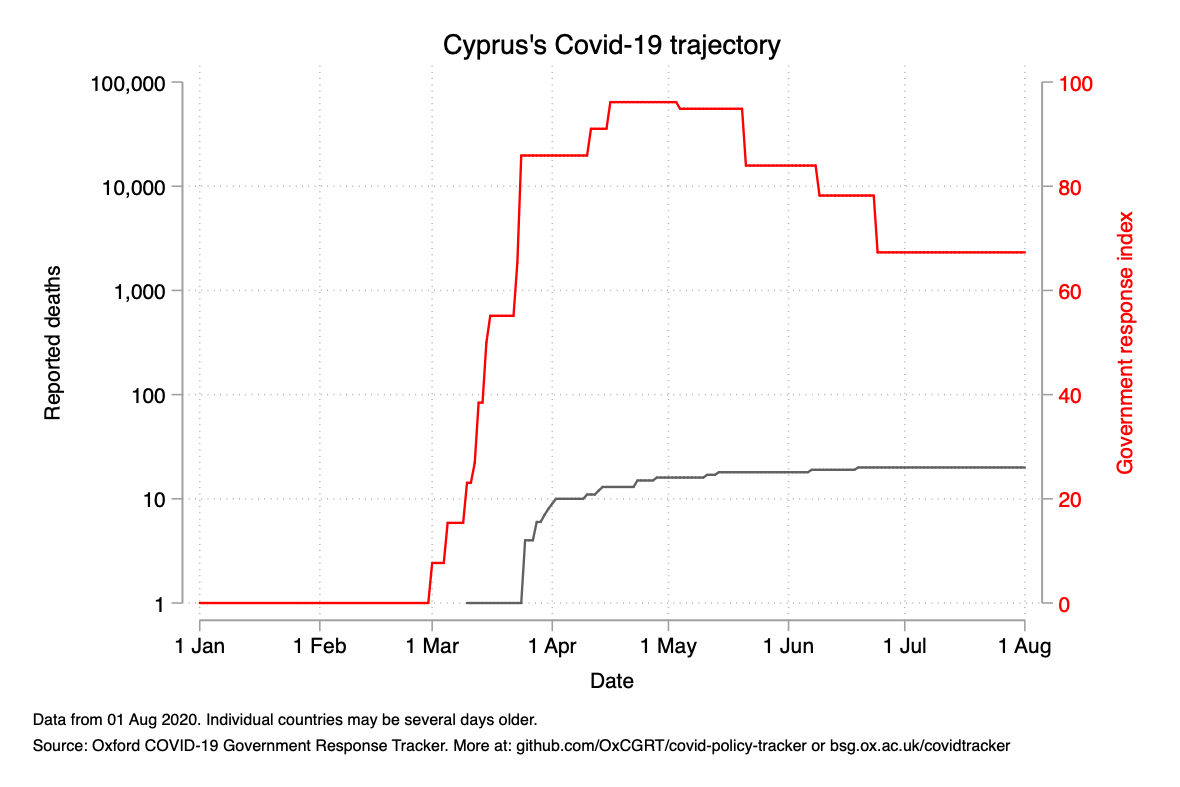 Cyprus's Covid-19 trajectory
100,000
10,000
1,000
100
10
1
Reported deaths
100
80
60
40
20
0
Government response index
1 Jan 1 Feb 1 Mar 1 Apr 1 May 1 Jun 1 Jul 1 Aug
Date
Data from 01 Aug 2020. Individual countries may be several days older.
Source: Oxford COVID-19 Government Response Tracker. More at: github.com/OxCGRT/covid-policy-tracker or bsg.ox.ac.uk/covidtracker